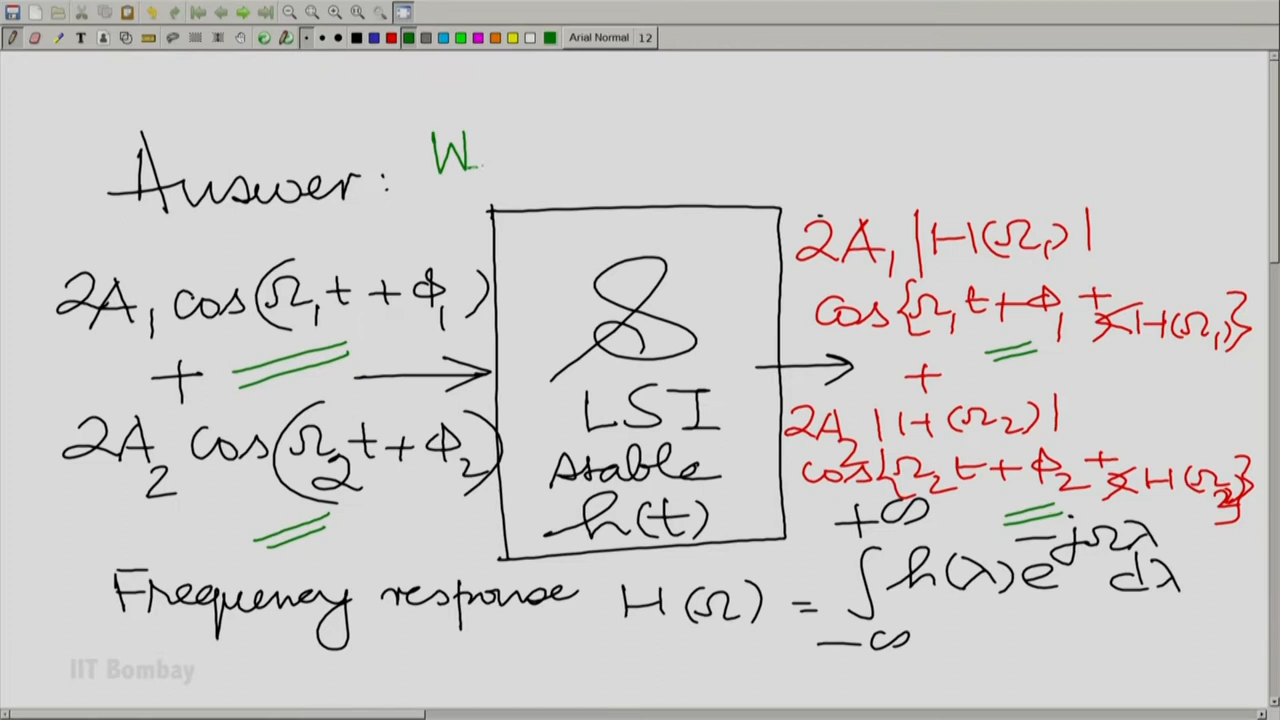 Arial Normal 12
Answer: W
2A₁ cos(Ω₁t + Φ₁)
+
2A₂ cos(Ω₂t + Φ₂)
S
LSI
stable
h(t)
2A₁ |H(Ω₁)|
cos{Ω₁t + Φ₁ + ∡H(Ω₁)}
+
2A₂ |H(Ω₂)|
cos{Ω₂t + Φ₂ + ∡H(Ω₂)}
Frequency response H(Ω) = ∫_{-∞}^{+∞} h(λ) e^{-jΩλ} dλ
IIT Bombay